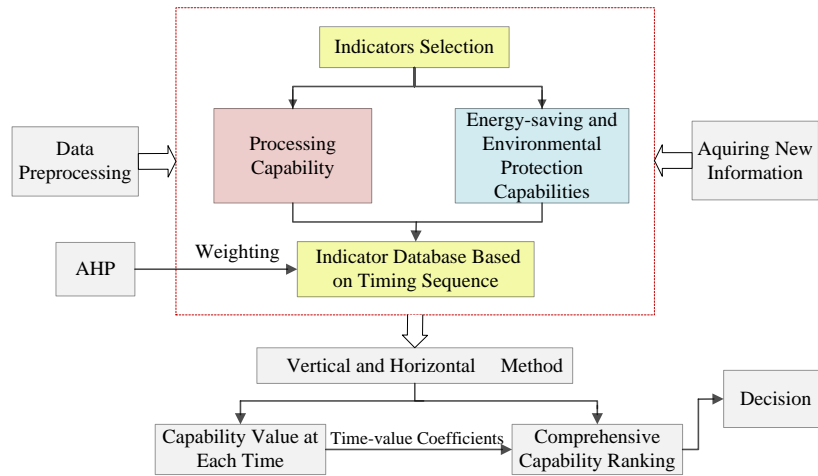 Indicators Selection
Processing
Capability
Energy-saving and
Environmental
Protection
Capabilities
Data
Preprocessing
Aquiring New
Information
AHP
Weighting
Indicator Database Based
on Timing Sequence
Vertical and Horizontal Method
Decision
Capability Value at
Each Time
Time-value Coefficients
Comprehensive
Capability Ranking